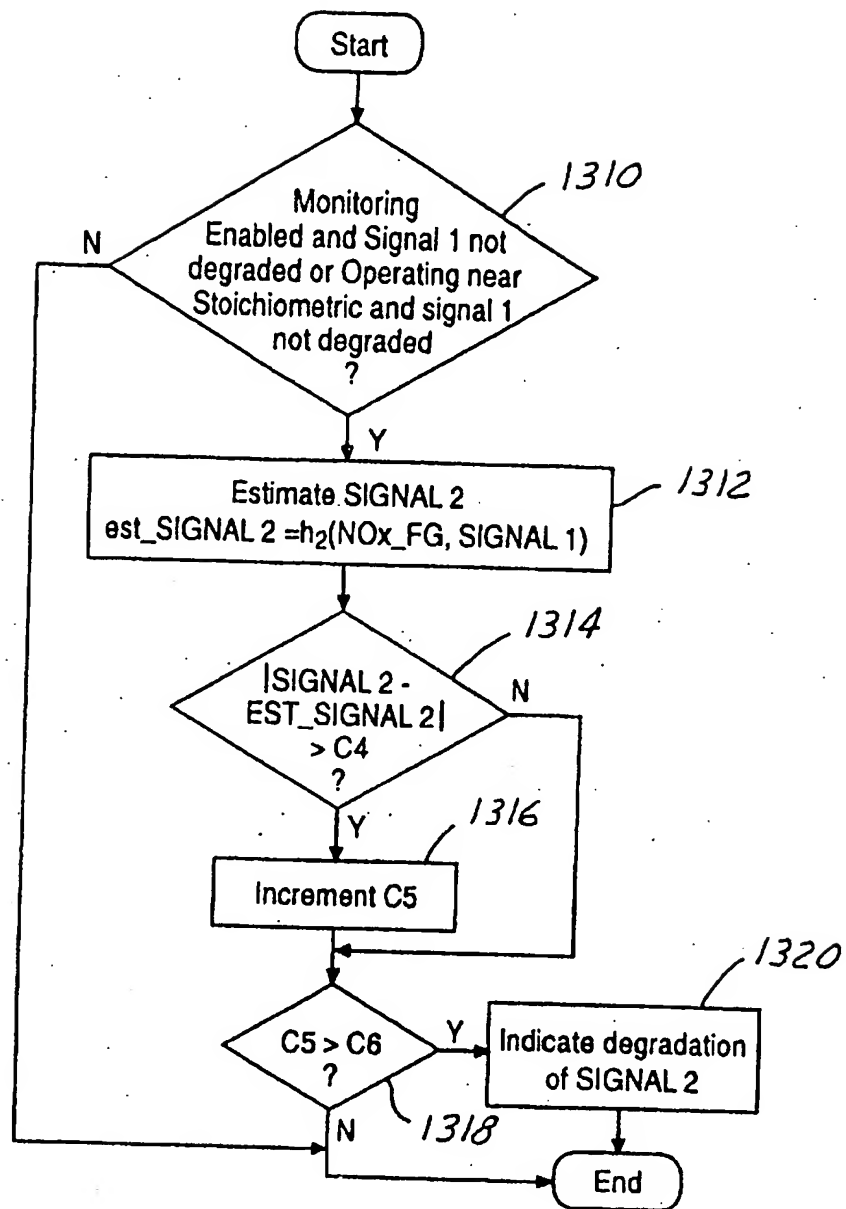 Start
1310
Monitoring
Enabled and Signal 1 not
degraded or Operating near
Stoichiometric and signal 1
not degraded
?
N
Y
1312
Estimate SIGNAL 2
est_SIGNAL 2 =h₂(NOx_FG, SIGNAL 1)
1314
|SIGNAL 2 -
EST_SIGNAL 2|
> C4
?
N
Y
1316
Increment C5
1320
C5 > C6
?
Y
Indicate degradation
of SIGNAL 2
1318
N
End